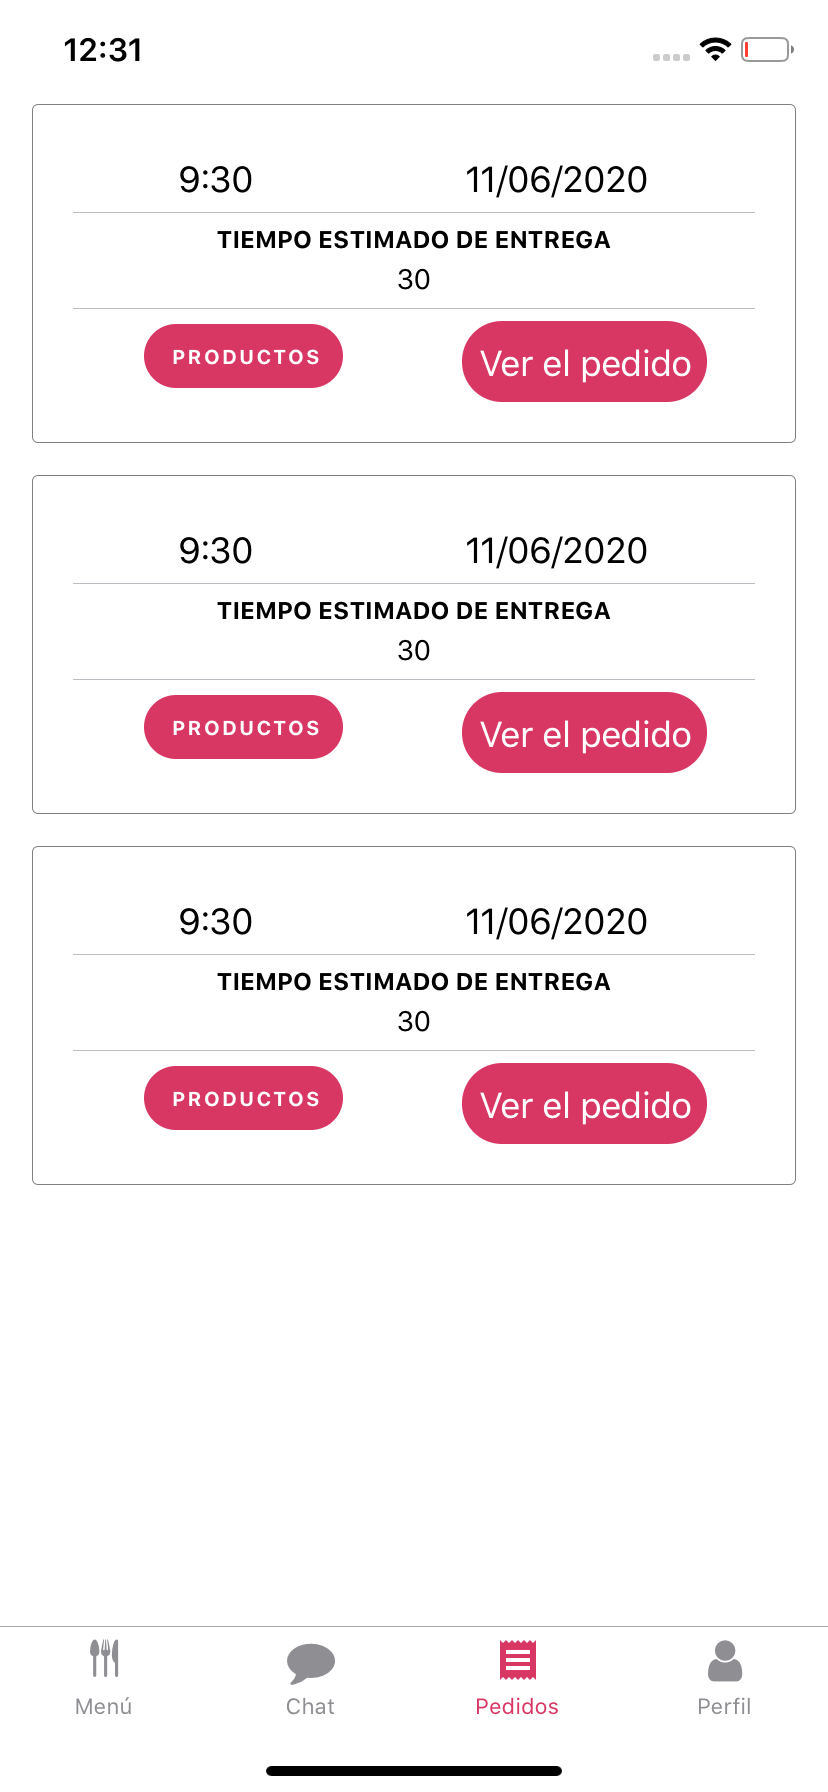 12:31
9:30 11/06/2020
TIEMPO ESTIMADO DE ENTREGA
30
PRODUCTOS Ver el pedido
9:30 11/06/2020
TIEMPO ESTIMADO DE ENTREGA
30
PRODUCTOS Ver el pedido
9:30 11/06/2020
TIEMPO ESTIMADO DE ENTREGA
30
PRODUCTOS Ver el pedido
Menú Chat Pedidos Perfil